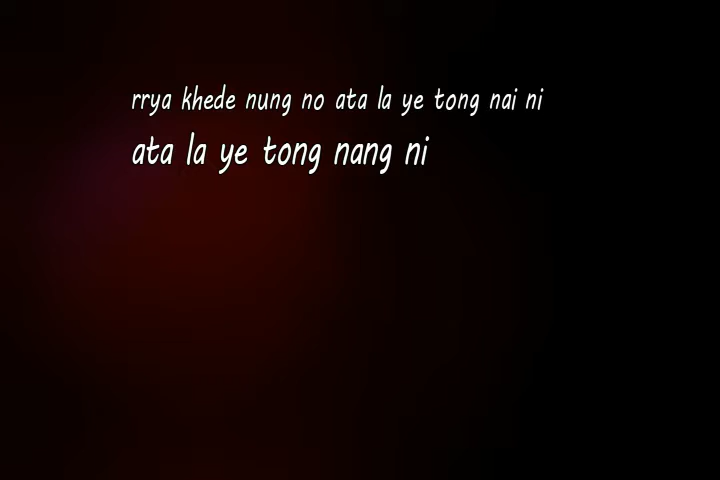 rrya khede nung no ata la ye tong nai ni
ata la ye tong nang ni